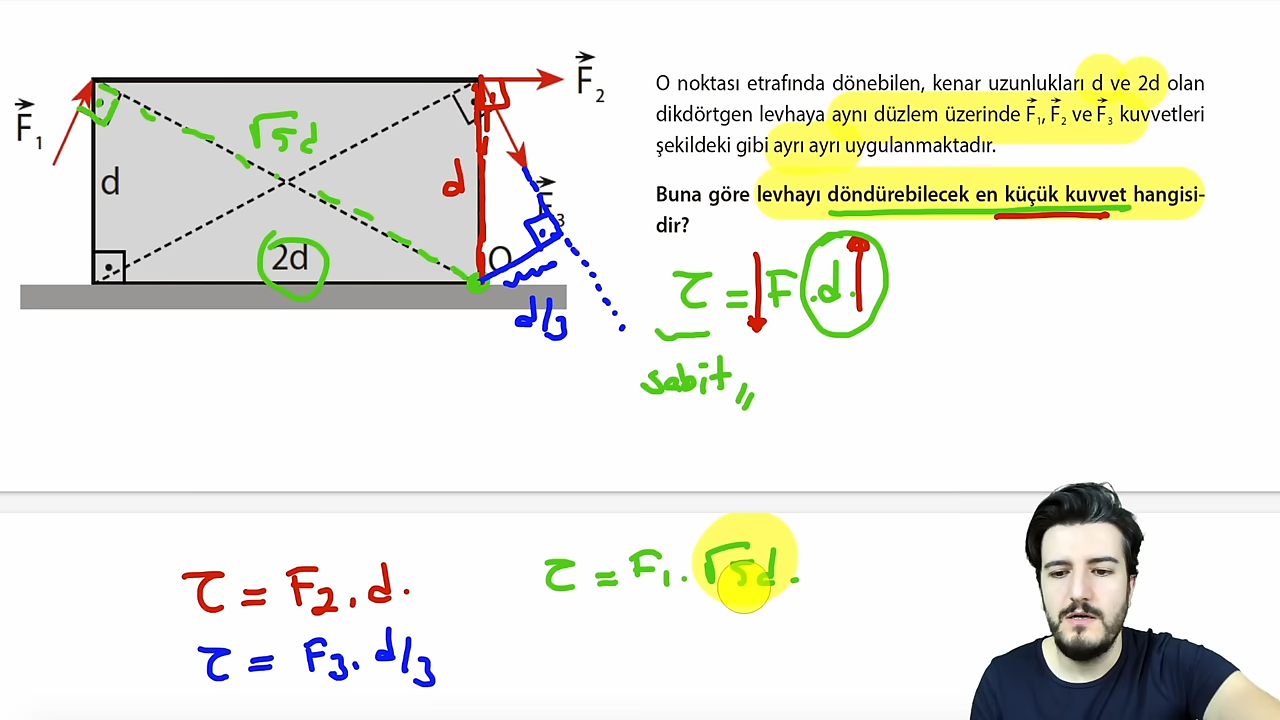 F₁
F₂
F₃
√5d
d
d
2d
O
d/3
O noktası etrafında dönebilen, kenar uzunlukları d ve 2d olan
dikdörtgen levhaya aynı düzlem üzerinde F₁, F₂ ve F₃ kuvvetleri
şekildeki gibi ayrı ayrı uygulanmaktadır.
Buna göre levhayı döndürebilecek en küçük kuvvet hangisi-
dir?
τ = F.d.
sabit
τ = F₂.d.
τ = F₃.d/3
τ = F₁.√5d.